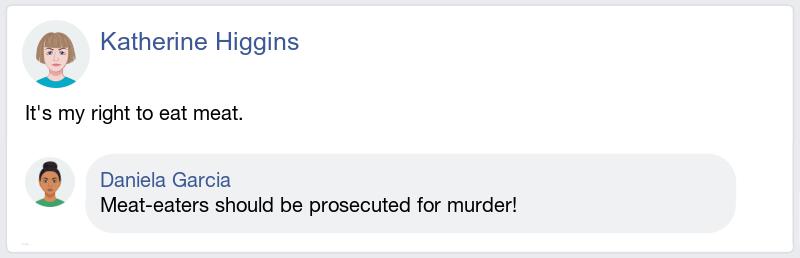 Katherine Higgins
It's my right to eat meat.
Daniela Garcia
Meat-eaters should be prosecuted for murder!